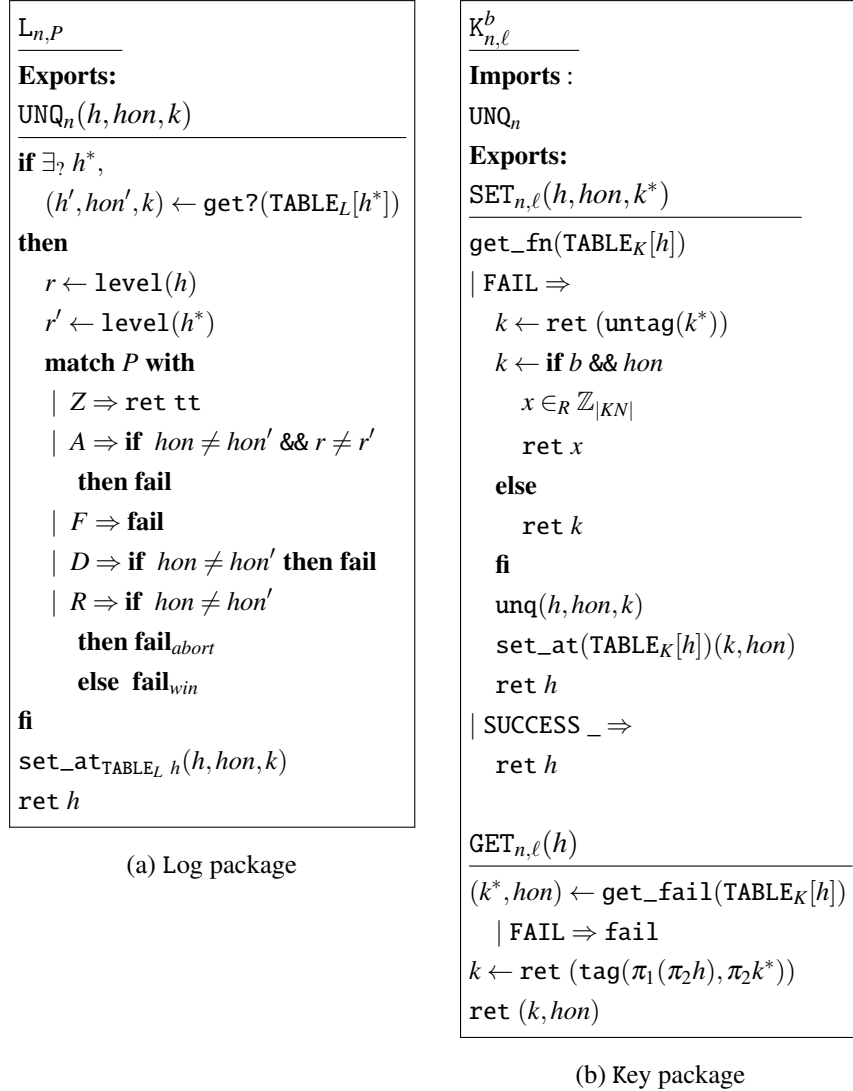 L_{n,P}
Exports:
UNQ_n(h, hon, k)
if ∃_? h*,
(h′, hon′, k) ← get?(TABLE_L[h*])
then
r ← level(h)
r′ ← level(h*)
match P with
| Z ⇒ ret tt
| A ⇒ if hon ≠ hon′ && r ≠ r′
then fail
| F ⇒ fail
| D ⇒ if hon ≠ hon′ then fail
| R ⇒ if hon ≠ hon′
then fail_{abort}
else fail_{win}
fi
set_at_{TABLE_L h}(h, hon, k)
ret h
(a) Log package
K^b_{n,ℓ}
Imports :
UNQ_n
Exports:
SET_{n,ℓ}(h, hon, k*)
get_fn(TABLE_K[h])
| FAIL ⇒
k ← ret (untag(k*))
k ← if b && hon
x ∈_R ℤ_{|KN|}
ret x
else
ret k
fi
unq(h, hon, k)
set_at(TABLE_K[h])(k, hon)
ret h
| SUCCESS _ ⇒
ret h
GET_{n,ℓ}(h)
(k*, hon) ← get_fail(TABLE_K[h])
| FAIL ⇒ fail
k ← ret (tag(π_1(π_2h), π_2k*))
ret (k, hon)
(b) Key package